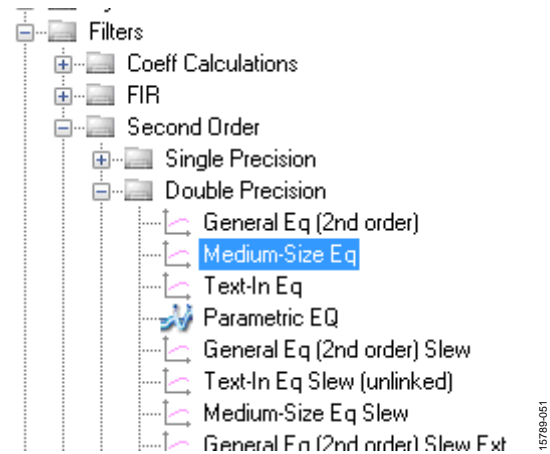 Filters
Coeff Calculations
FIR
Second Order
Single Precision
Double Precision
General Eq (2nd order)
Medium-Size Eq
Text-In Eq
Parametric EQ
General Eq (2nd order) Slew
Text-In Eq Slew (unlinked)
Medium-Size Eq Slew
General Eq (2nd order) Slew Ext
15789-051